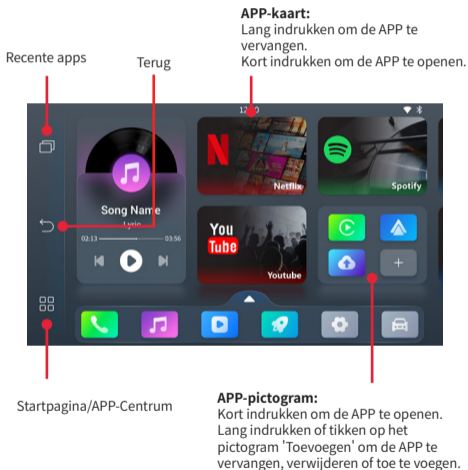 APP-kaart:
Lang indrukken om de APP te
vervangen.
Kort indrukken om de APP te openen.
Recente apps
Terug
Netflix
Spotify
Song Name
Lyric
02:13
03:56
You
Tube
Youtube
Startpagina/APP-Centrum
APP-pictogram:
Kort indrukken om de APP te openen.
Lang indrukken of tikken op het
pictogram 'Toevoegen' om de APP te
vervangen, verwijderen of toe te voegen.